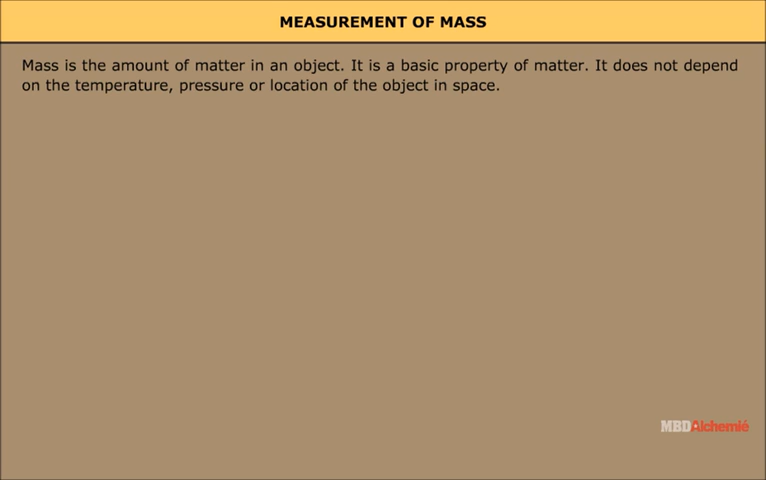 MEASUREMENT OF MASS
Mass is the amount of matter in an object. It is a basic property of matter. It does not depend
on the temperature, pressure or location of the object in space.
MBDAlchemié